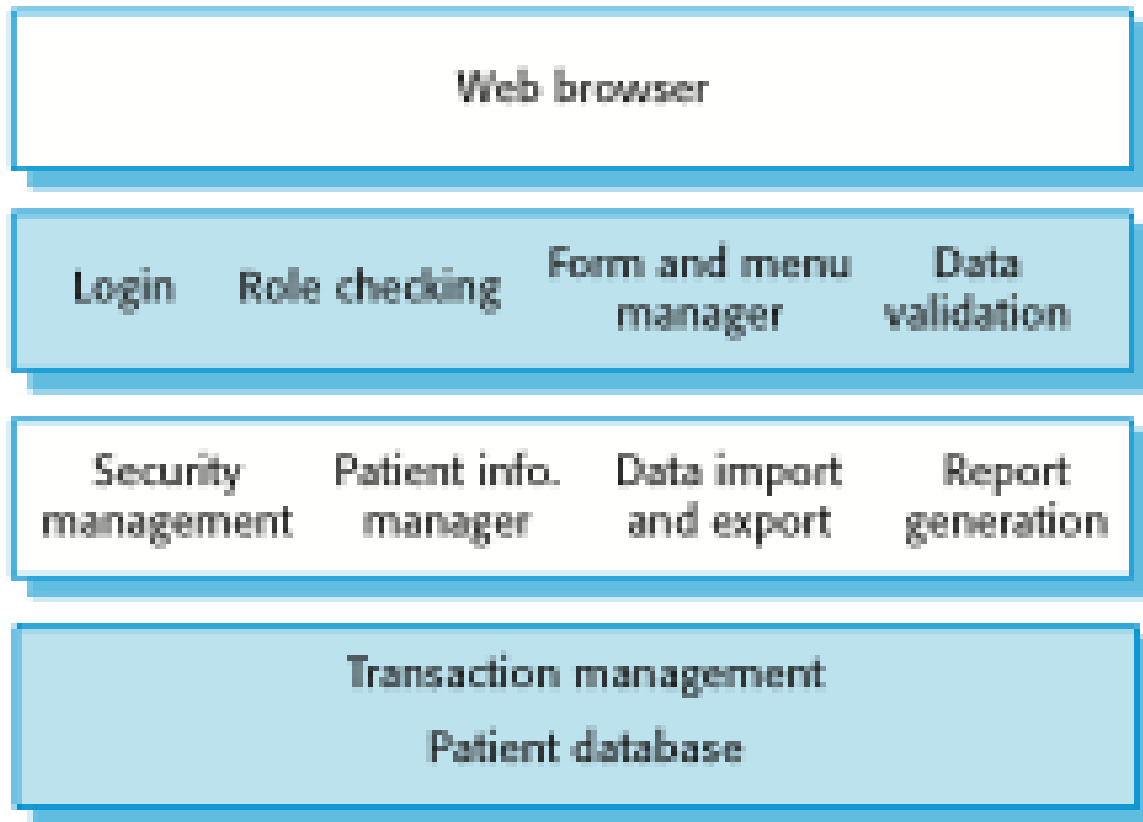 Web browser
Login Role checking Form and menu manager Data validation
Security management Patient info. manager Data import and export Report generation
Transaction management
Patient database